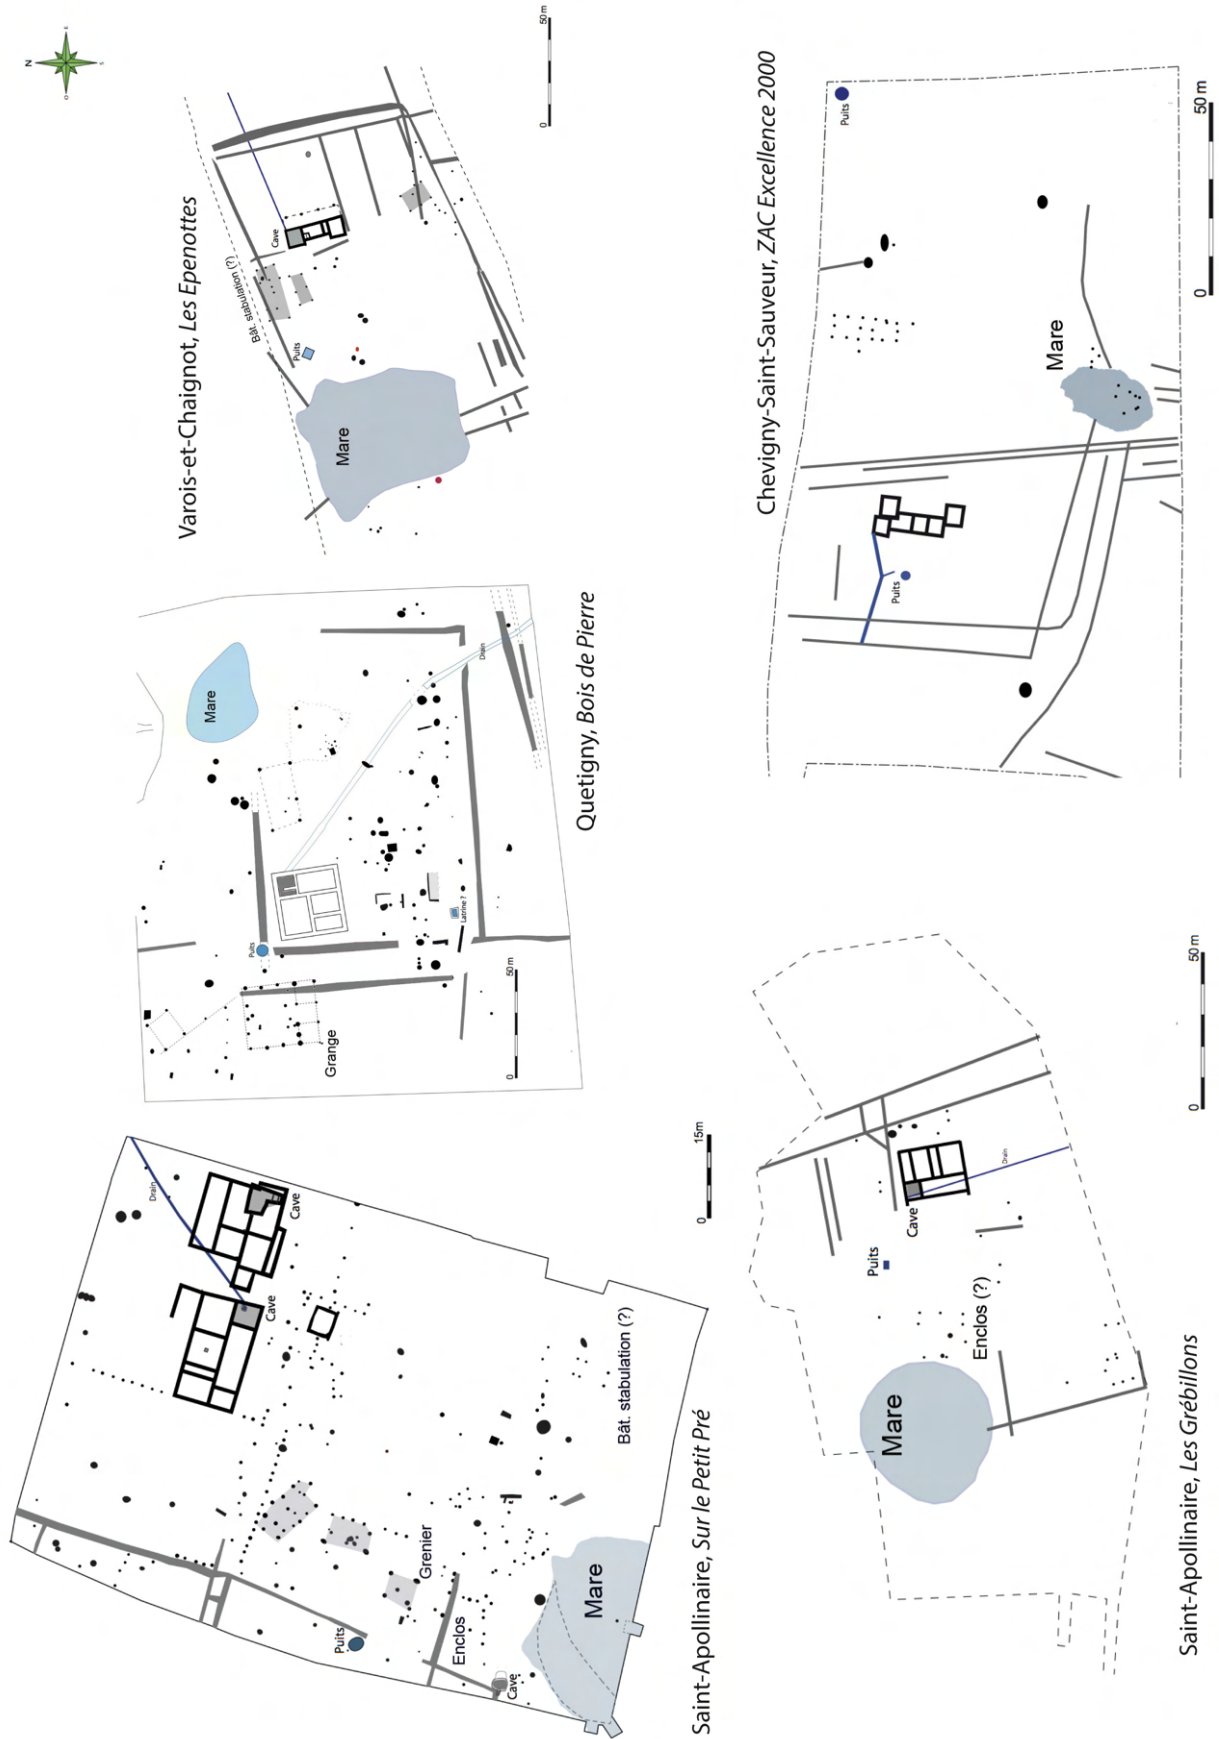 Drain
Cave
Cave
Puits
Grenier
Enclos
Cave
Mare
Bât. stabulation (?)
0 15m
Saint-Apollinaire, Sur le Petit Pré
Mare
Puits
Grange
Latrine ?
Drain
0 50 m
Quetigny, Bois de Pierre
N
E
S
O
Varois-et-Chaignot, Les Epenottes
Bât. stabulation (?)
Cave
Puits
Mare
0 50 m
Cave
Puits
Drain
Mare
Enclos (?)
0 50 m
Saint-Apollinaire, Les Grébillons
Chevigny-Saint-Sauveur, ZAC Excellence 2000
Puits
Puits
Mare
0 50 m